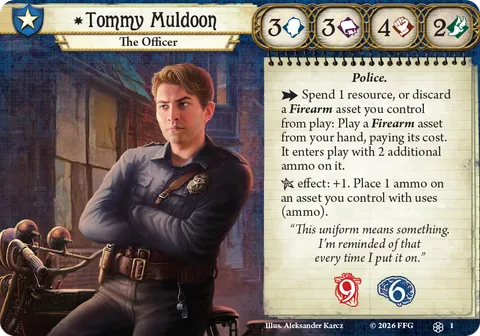 *Tommy Muldoon
The Officer
3 3 4 2
Police.
Spend 1 resource, or discard
a Firearm asset you control
from play: Play a Firearm asset
from your hand, paying its cost.
It enters play with 2 additional
ammo on it.
effect: +1. Place 1 ammo on
an asset you control with uses
(ammo).
“This uniform means something.
I’m reminded of that
every time I put it on.”
9 6
Illus. Aleksander Karcz © 2026 FFG 1